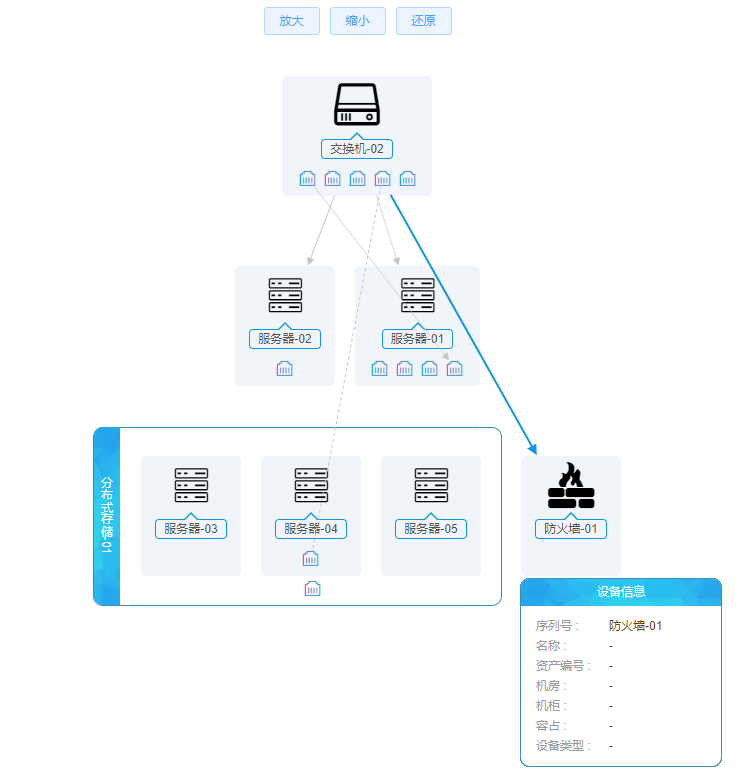 放大
缩小
还原
交换机-02
服务器-02
服务器-01
分布式存储-01
服务器-03
服务器-04
服务器-05
防火墙-01
设备信息
序列号： 防火墙-01
名称： -
资产编号： -
机房： -
机柜： -
容占： -
设备类型： -